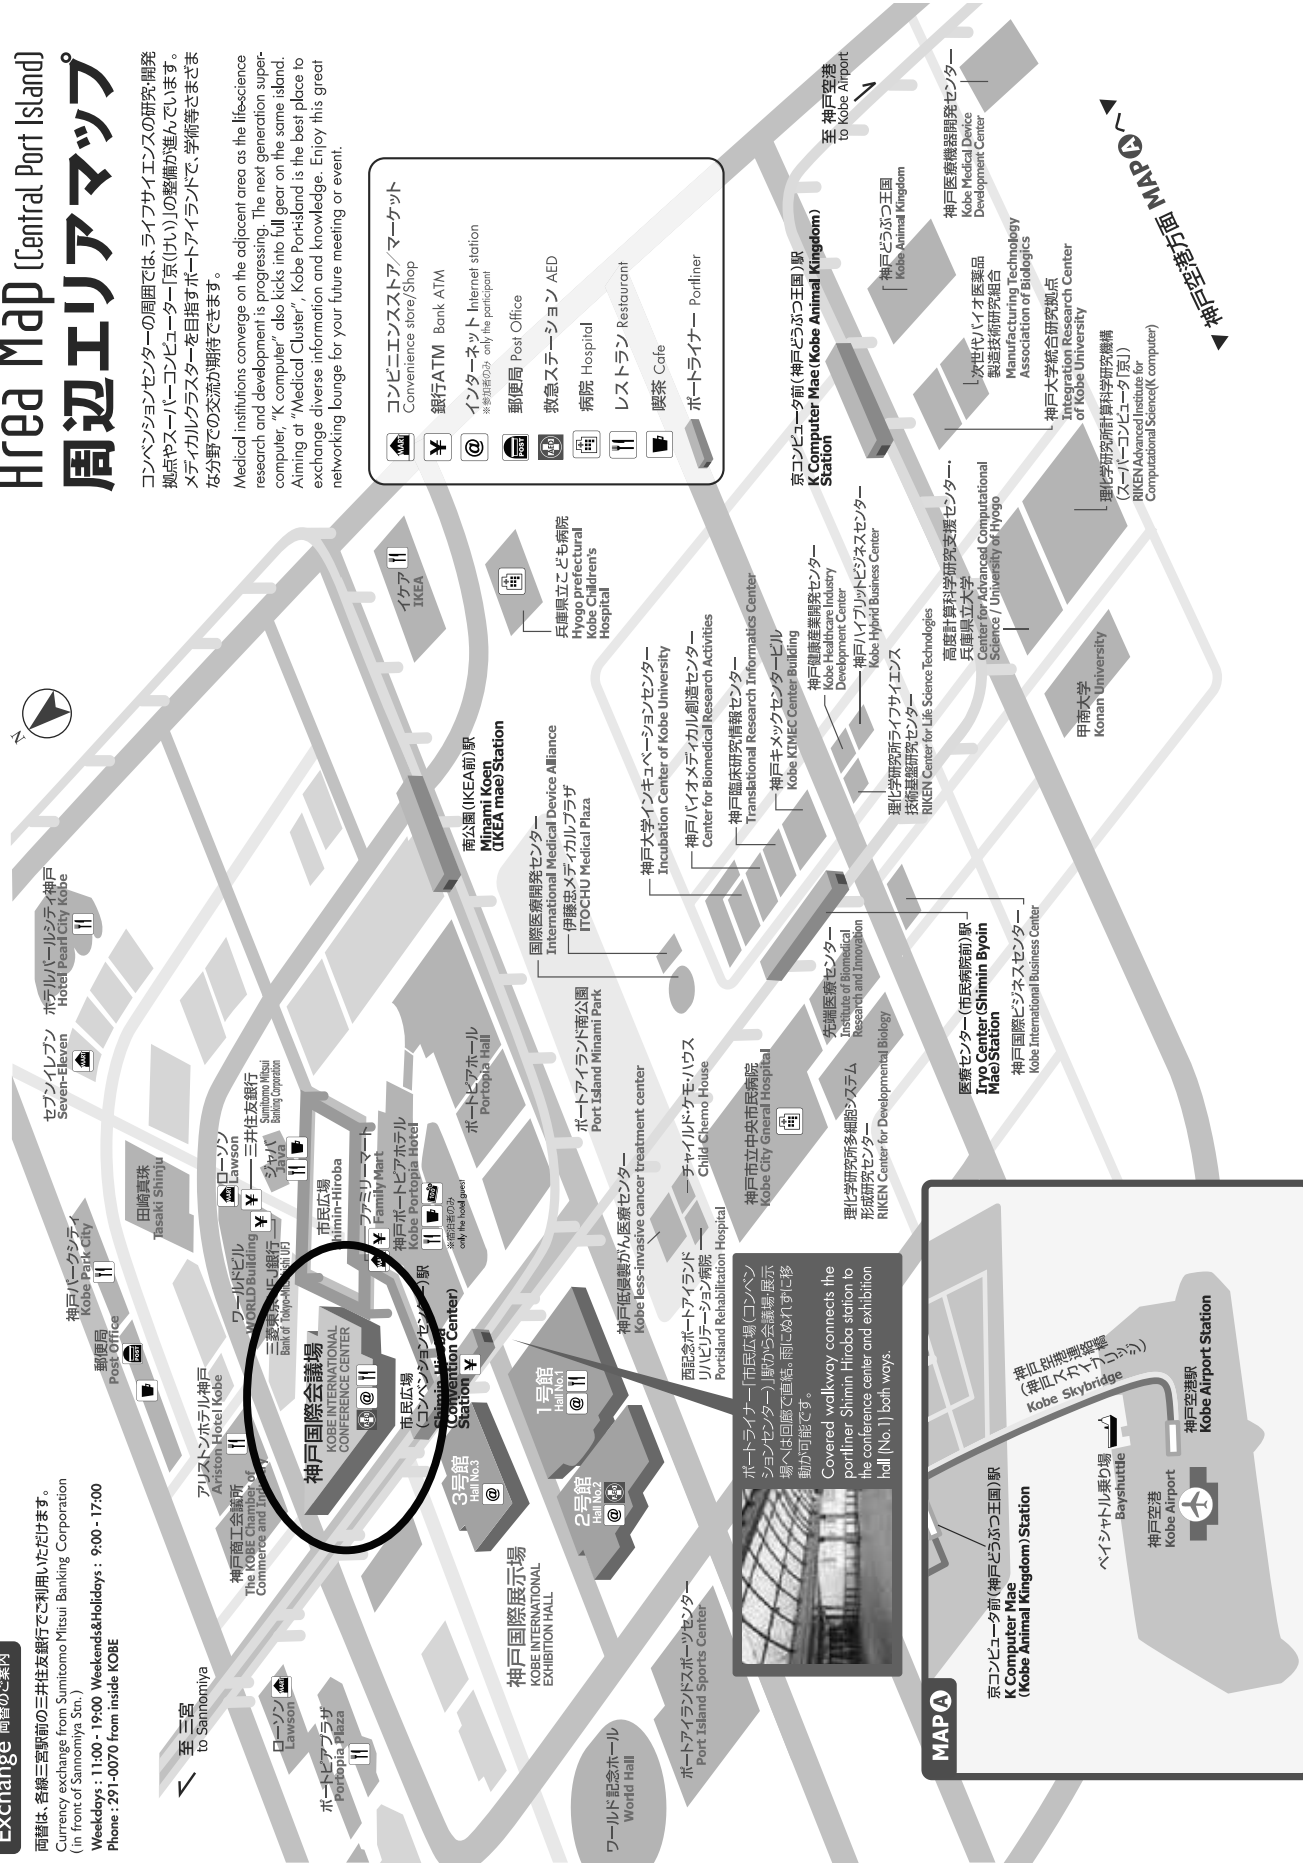 Area Map (Central Port Island)
周辺エリアマップ
コンベンションセンターの周囲では、ライフサイエンスの研究・開発
拠点やスーパーコンピューター「京(けい)」の整備が進んでいます。
メディカルクラスターを目指すポートアイランドで、学術等さまざま
な分野での交流が期待できます。
Medical institutions converge on the adjacent area as the life-science
research and development is progressing. The next generation super-
computer, "K computer" also kicks into full gear on the same island.
Aiming at "Medical Cluster", Kobe Port-island is the best place to
exchange diverse information and knowledge. Enjoy this great
networking lounge for your future meeting or event.
MART
コンビニエンスストア／マーケット
Convenience store/Shop
¥
銀行ATM Bank ATM
@
インターネット Internet station
※参加者のみ only the participant
POST
郵便局 Post Office
AED
救急ステーション AED
病院 Hospital
レストラン Restaurant
喫茶 Cafe
ポートライナー Portliner
Exchange 両替のご案内
両替は、各線三宮駅前の三井住友銀行でご利用いただけます。
Currency exchange from Sumitomo Mitsui Banking Corporation
( in front of Sannomiya Stn. )
Weekdays : 11:00 - 19:00 Weekends&Holidays : 9:00 - 17:00
Phone : 291-0070 from inside KOBE
N
ホテルパールシティ神戸
Hotel Pearl City Kobe
セブンイレブン
Seven-Eleven
神戸パークシティ
Kobe Park City
郵便局
Post Office
田崎真珠
Tasaki Shinju
ローソン
Lawson
三井住友銀行
Sumitomo Mitsui
Banking Corporation
ジャバ
Java
ワールドビル
WORLD Building
三菱東京UFJ銀行
Bank of Tokyo-Mitsubishi UFJ
市民広場
Shimin-Hiroba
ファミリーマート
Family Mart
神戸ポートピアホテル
Kobe Portopia Hotel
※宿泊者のみ
only the hotel guest
ポートピアホール
Portopia Hall
アリストンホテル神戸
Ariston Hotel Kobe
神戸商工会議所
The KOBE Chamber of
Commerce and Industry
神戸国際会議場
KOBE INTERNATIONAL
CONFERENCE CENTER
市民広場
(コンベンションセンター)駅
Shimin Hiroba
(Convention Center)
Station
3号館
Hall No.3
1号館
Hall No.1
2号館
Hall No.2
神戸国際展示場
KOBE INTERNATIONAL
EXHIBITION HALL
至 三宮
to Sannomiya
ローソン
Lawson
ポートピアプラザ
Portopia Plaza
ワールド記念ホール
World Hall
ポートアイランドスポーツセンター
Port Island Sports Center
イケア
IKEA
兵庫県立こども病院
Hyogo prefectural
Kobe Children's
Hospital
南公園(IKEA前)駅
Minami Koen
(IKEA mae)Station
国際医療開発センター
International Medical Device Alliance
伊藤忠メディカルプラザ
ITOCHU Medical Plaza
ポートアイランド南公園
Port Island Minami Park
神戸低侵襲がん医療センター
Kobe less-invasive cancer treatment center
チャイルド・ケモ・ハウス
Child Chemo House
西記念ポートアイランド
リハビリテーション病院
Portisland Rehabilitation Hospital
神戸市立中央市民病院
Kobe City Gneral Hospital
神戸大学インキュベーションセンター
Incubation Center of Kobe University
神戸バイオメディカル創造センター
Center for Biomedical Research Activities
神戸臨床研究情報センター
Translational Research Informatics Center
神戸キメックセンタービル
Kobe KIMEC Center Building
神戸健康産業開発センター
Kobe Healthcare Industry
Development Center
神戸ハイブリッドビジネスセンター
Kobe Hybrid Business Center
理化学研究所ライフサイエンス
技術基盤研究センター
RIKEN Center for Life Science Technologies
先端医療センター
Institute of Biomedical
Research and Innovation
理化学研究所多細胞システム
形成研究センター
RIKEN Center for Developmental Biology
医療センター(市民病院前)駅
Iryo Center(Shimin Byoin
Mae)Station
神戸国際ビジネスセンター
Kobe International Business Center
至 神戸空港
to Kobe Airport
神戸医療機器開発センター
Kobe Medical Device
Development Center
神戸どうぶつ王国
Kobe Animal Kingdom
京コンピュータ前(神戸どうぶつ王国)駅
K Computer Mae(Kobe Animal Kingdom)
Station
次世代バイオ医薬品
製造技術研究組合
Manufacturing Technology
Association of Biologics
神戸大学統合研究拠点
Integration Research Center
of Kobe University
理化学研究所計算科学研究機構
(スーパーコンピュータ「京」)
RIKEN Advanced Institute for
Computational Science(K computer)
高度計算科学研究支援センター・
兵庫県立大学
Center for Advanced Computational
Science / University of Hyogo
甲南大学
Konan University
神戸空港方面 MAP A へ
ポートライナー「市民広場(コンベン
ションセンター)」駅から会議場・展示
場へは回廊で直結。雨にぬれずに移
動が可能です。
Covered walkway connects the
portliner Shimin Hiroba station to
the conference center and exhibition
hall (No.1) both ways.
MAP A
京コンピュータ前(神戸どうぶつ王国)駅
K Computer Mae
(Kobe Animal Kingdom)Station
神戸空港連絡橋
(神戸スカイブリッジ)
Kobe Skybridge
ベイシャトル乗り場
Bayshuttle
神戸空港駅
Kobe Airport Station
神戸空港
Kobe Airport